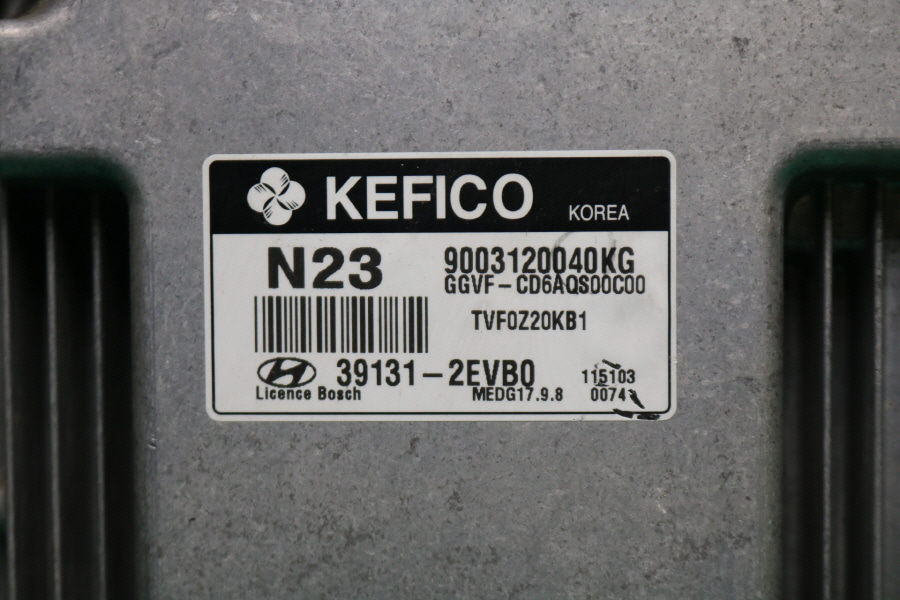 KEFICO KOREA
N23 9003120040KG
GGVF-CD6AQS00C00
TVF0Z20KB1
39131-2EVB0 115103
Licence Bosch MEDG17.9.8 0074